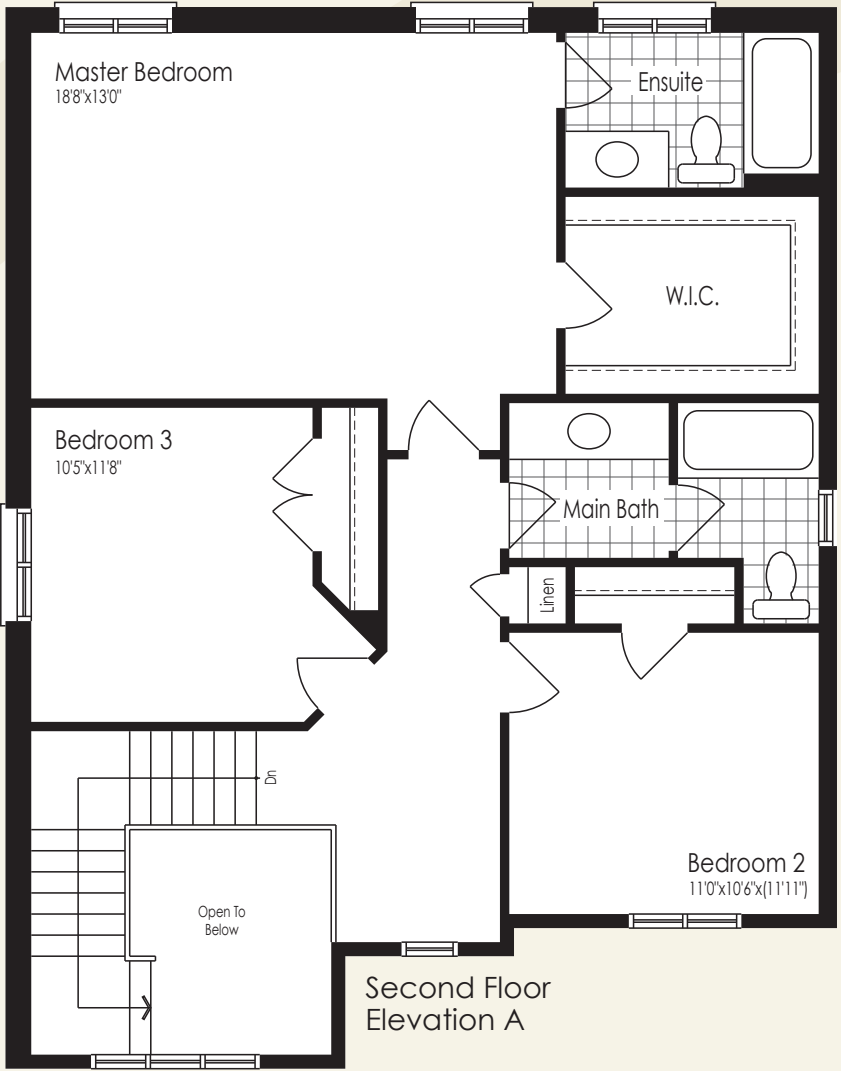 Master Bedroom
18'8"x13'0"
Ensuite
W.I.C.
Bedroom 3
10'5"x11'8"
Main Bath
Linen
Dn
Bedroom 2
11'0"x10'6"x(11'11")
Open To
Below
Second Floor
Elevation A